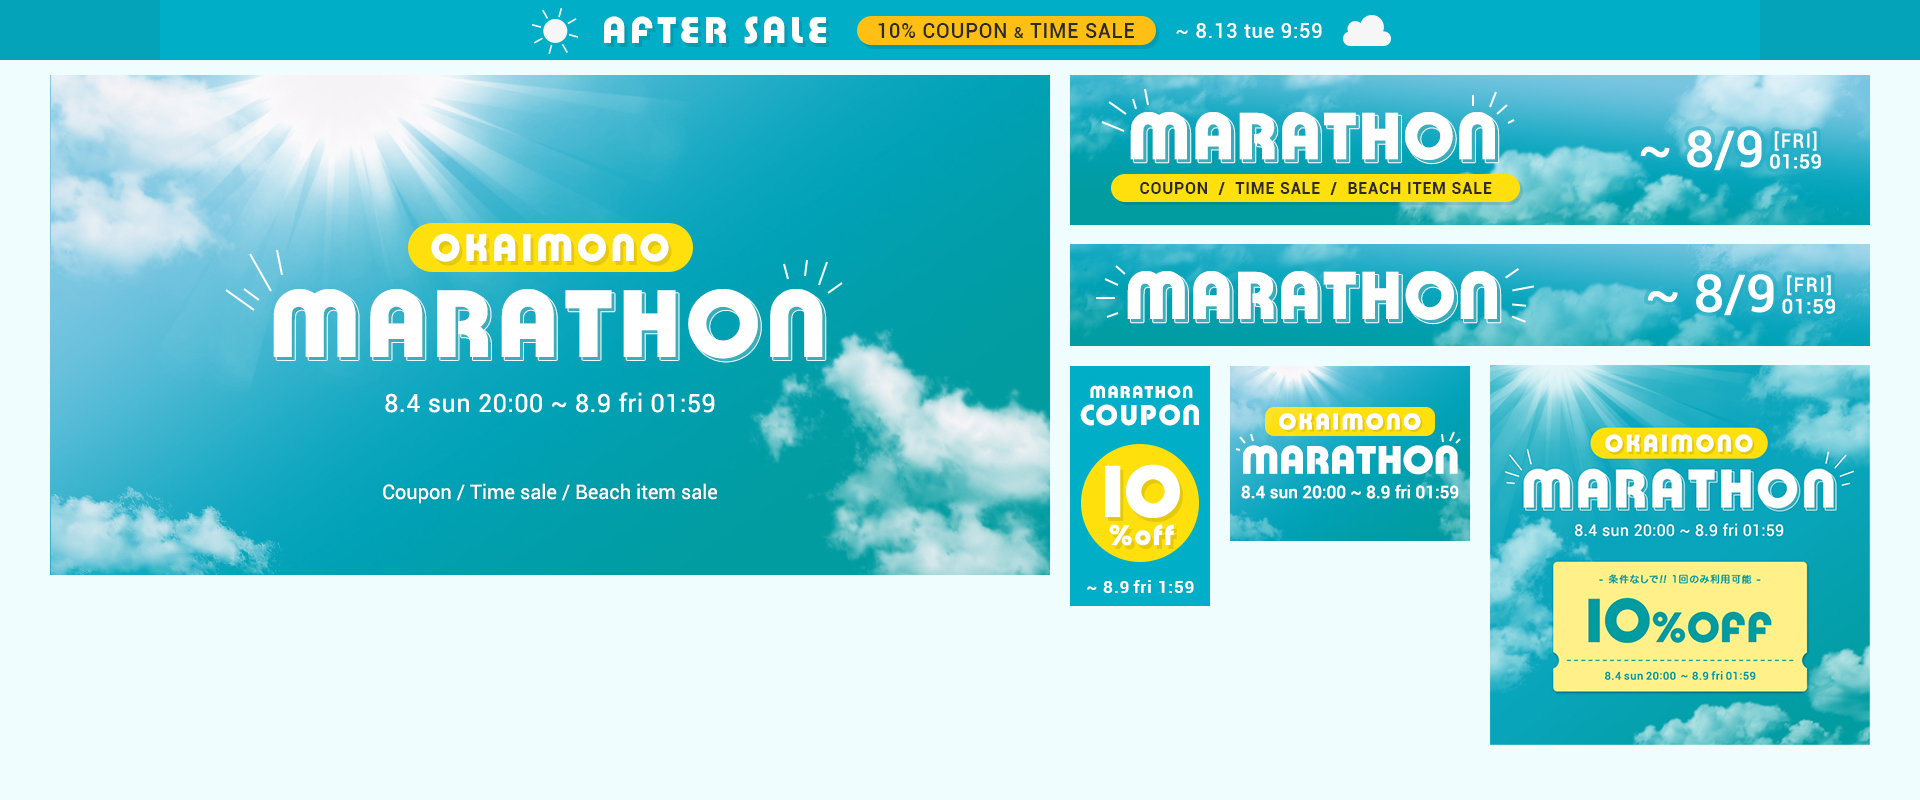 AFTER SALE 10% COUPON & TIME SALE ~ 8.13 tue 9:59
OKAIMONO
MARATHON
8.4 sun 20:00 ~ 8.9 fri 01:59
Coupon / Time sale / Beach item sale
MARATHON
COUPON / TIME SALE / BEACH ITEM SALE
~ 8/9 [FRI]
01:59
MARATHON
~ 8/9 [FRI]
01:59
MARATHON
COUPON
10
%off
~ 8.9 fri 1:59
OKAIMONO
MARATHON
8.4 sun 20:00 ~ 8.9 fri 01:59
OKAIMONO
MARATHON
8.4 sun 20:00 ~ 8.9 fri 01:59
- 条件なしで!! 1回のみ利用可能 -
10%OFF
8.4 sun 20:00 ~ 8.9 fri 01:59